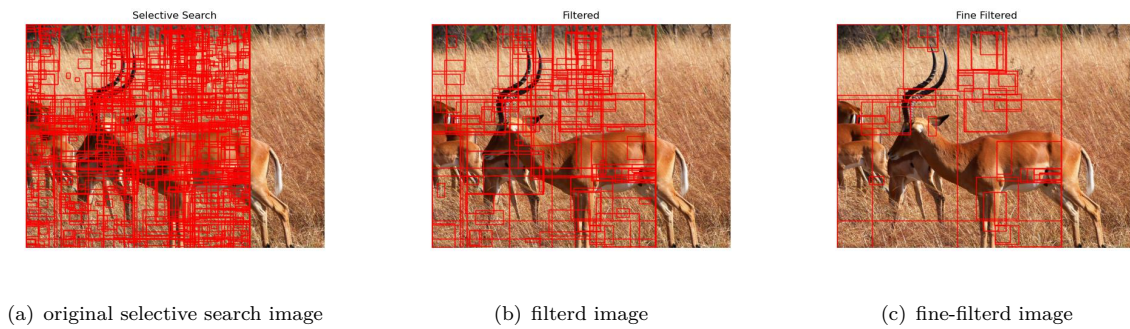 Selective Search
Filtered
Fine Filtered
(a) original selective search image
(b) filterd image
(c) fine-filterd image